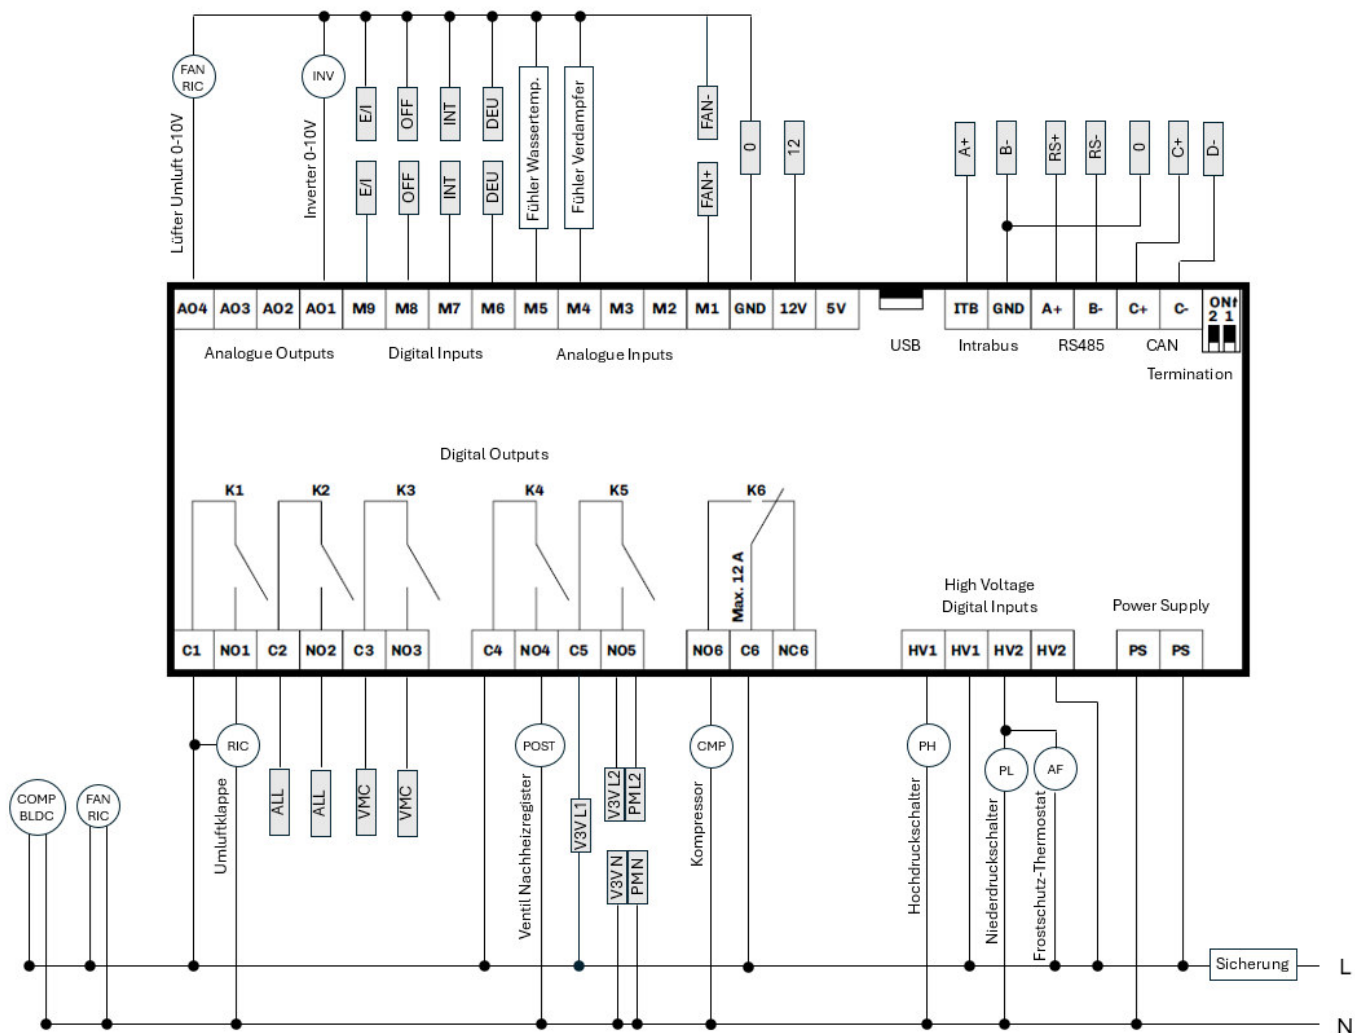 FAN
RIC
Lüfter Umluft 0-10V
INV
Inverter 0-10V
E/I
OFF
INT
DEU
E/I
OFF
INT
DEU
Fühler Wassertemp.
Fühler Verdampfer
FAN-
FAN+
0
12
A+
B-
RS+
RS-
0
C+
D-
AO4 AO3 AO2 AO1 M9 M8 M7 M6 M5 M4 M3 M2 M1 GND 12V 5V
ITB GND A+ B- C+ C-
ON↑
2 1
Analogue Outputs
Digital Inputs
Analogue Inputs
USB
Intrabus
RS485
CAN
Termination
Digital Outputs
K1
K2
K3
K4
K5
K6
Max. 12 A
High Voltage
Digital Inputs
Power Supply
C1 NO1 C2 NO2 C3 NO3
C4 NO4 C5 NO5
NO6 C6 NC6
HV1 HV1 HV2 HV2
PS PS
COMP
BLDC
FAN
RIC
RIC
Umluftklappe
ALL
ALL
VMC
VMC
POST
Ventil Nachheizregister
V3V L1
V3V L2
PM L2
V3V N
PM N
CMP
Kompressor
PH
Hochdruckschalter
PL
Niederdruckschalter
AF
Frostschutz-Thermostat
Sicherung
L
N